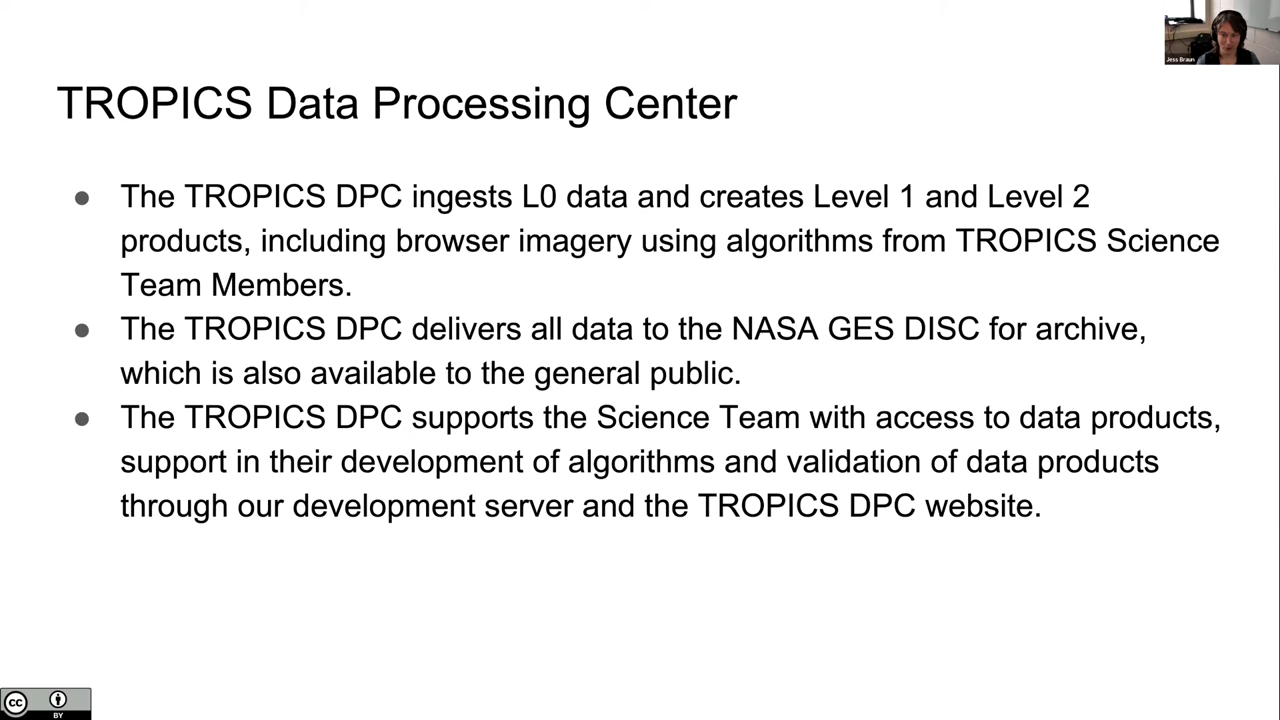 Jess Braun
TROPICS Data Processing Center
● The TROPICS DPC ingests L0 data and creates Level 1 and Level 2
products, including browser imagery using algorithms from TROPICS Science
Team Members.
● The TROPICS DPC delivers all data to the NASA GES DISC for archive,
which is also available to the general public.
● The TROPICS DPC supports the Science Team with access to data products,
support in their development of algorithms and validation of data products
through our development server and the TROPICS DPC website.
cc
BY